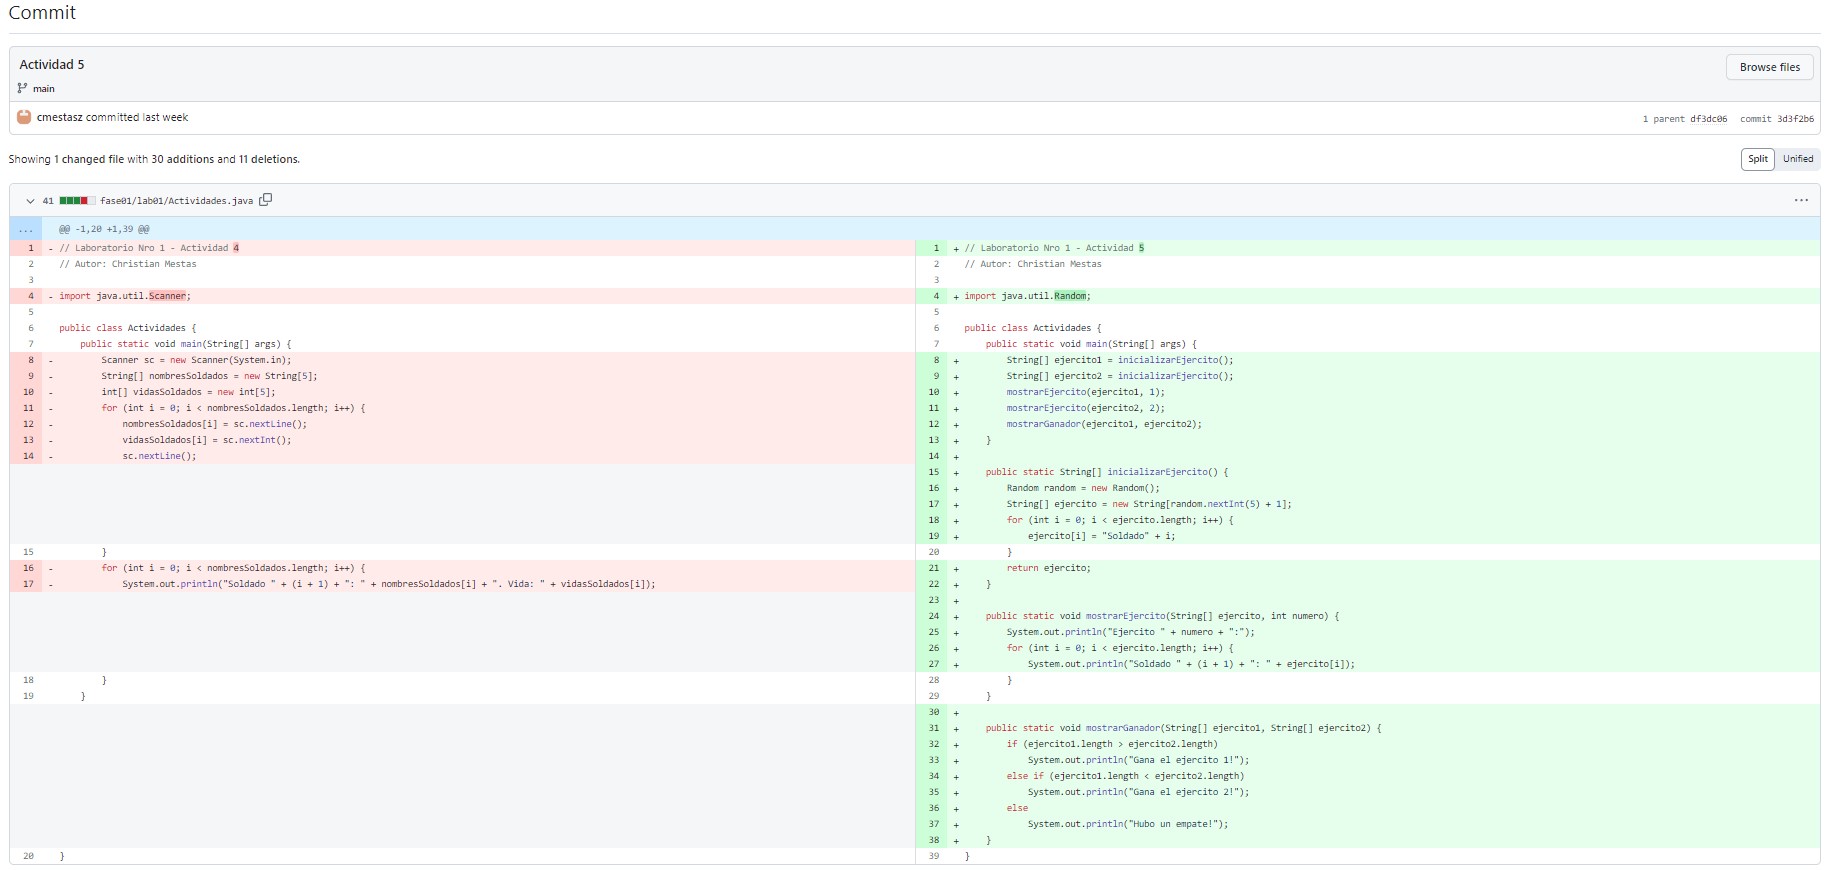 Commit
Actividad 5
Browse files
main
cmestasz committed last week
1 parent df3dc06 commit 3d3f2b6
Showing 1 changed file with 30 additions and 11 deletions.
Split Unified
41 fase01/lab01/Actividades.java
...
... @@ -1,20 +1,39 @@
1 - // Laboratorio Nro 1 - Actividad 4
2 // Autor: Christian Mestas
3
4 - import java.util.Scanner;
5
6 public class Actividades {
7 public static void main(String[] args) {
8 - Scanner sc = new Scanner(System.in);
9 - String[] nombresSoldados = new String[5];
10 - int[] vidasSoldados = new int[5];
11 - for (int i = 0; i < nombresSoldados.length; i++) {
12 - nombresSoldados[i] = sc.nextLine();
13 - vidasSoldados[i] = sc.nextInt();
14 - sc.nextLine();
15 }
16 - for (int i = 0; i < nombresSoldados.length; i++) {
17 - System.out.println("Soldado " + (i + 1) + ": " + nombresSoldados[i] + ". Vida: " + vidasSoldados[i]);
18 }
19 }
20 }
1 + // Laboratorio Nro 1 - Actividad 5
2 // Autor: Christian Mestas
3
4 + import java.util.Random;
5
6 public class Actividades {
7 public static void main(String[] args) {
8 + String[] ejercito1 = inicializarEjercito();
9 + String[] ejercito2 = inicializarEjercito();
10 + mostrarEjercito(ejercito1, 1);
11 + mostrarEjercito(ejercito2, 2);
12 + mostrarGanador(ejercito1, ejercito2);
13 + }
14 +
15 + public static String[] inicializarEjercito() {
16 + Random random = new Random();
17 + String[] ejercito = new String[random.nextInt(5) + 1];
18 + for (int i = 0; i < ejercito.length; i++) {
19 + ejercito[i] = "Soldado" + i;
20 }
21 + return ejercito;
22 + }
23 +
24 + public static void mostrarEjercito(String[] ejercito, int numero) {
25 + System.out.println("Ejercito " + numero + ":");
26 + for (int i = 0; i < ejercito.length; i++) {
27 + System.out.println("Soldado " + (i + 1) + ": " + ejercito[i]);
28 }
29 }
30 +
31 + public static void mostrarGanador(String[] ejercito1, String[] ejercito2) {
32 + if (ejercito1.length > ejercito2.length)
33 + System.out.println("Gana el ejercito 1!");
34 + else if (ejercito1.length < ejercito2.length)
35 + System.out.println("Gana el ejercito 2!");
36 + else
37 + System.out.println("Hubo un empate!");
38 + }
39 }